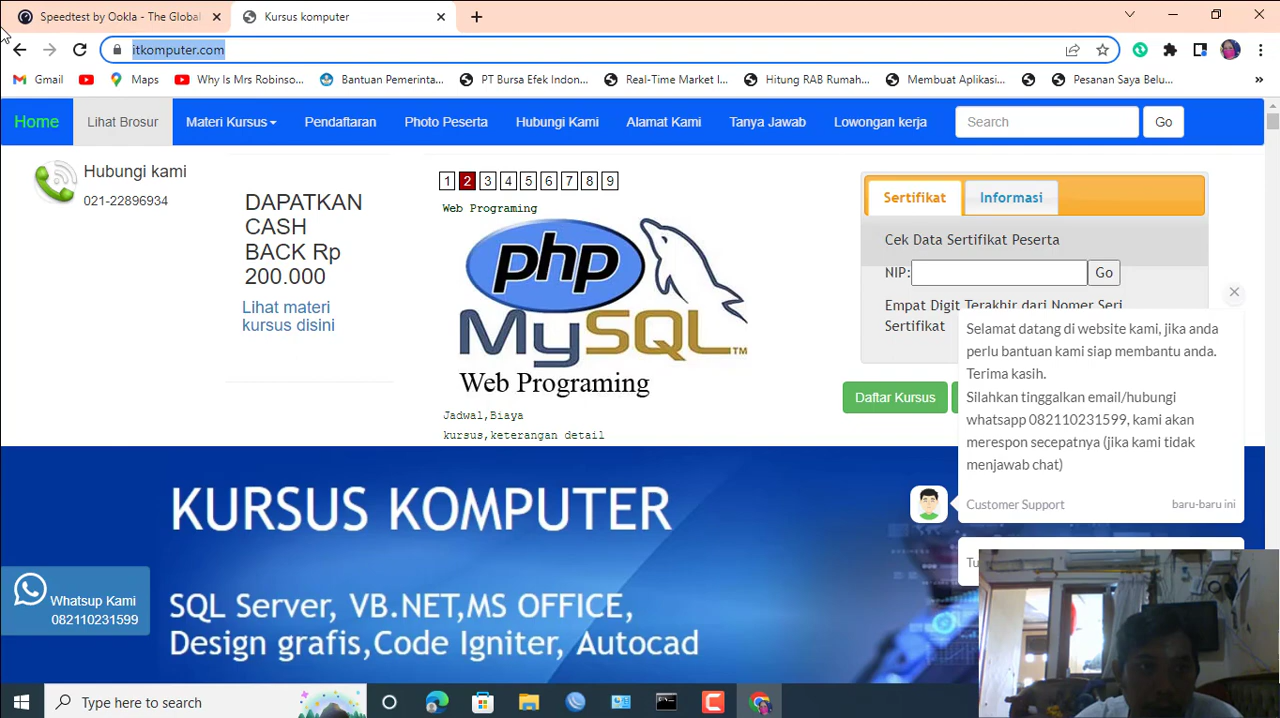 Speedtest by Ookla - The Global
Kursus komputer
itkomputer.com
Gmail
Maps
Why Is Mrs Robinso...
Bantuan Pemerinta...
PT Bursa Efek Indon...
Real-Time Market I...
Hitung RAB Rumah...
Membuat Aplikasi...
Pesanan Saya Belu...
»
Home
Lihat Brosur
Materi Kursus
Pendaftaran
Photo Peserta
Hubungi Kami
Alamat Kami
Tanya Jawab
Lowongan kerja
Search
Go
Hubungi kami
021-22896934
DAPATKAN
CASH
BACK Rp
200.000
Lihat materi
kursus disini
1 2 3 4 5 6 7 8 9
Web Programing
php
MySQL™
Web Programing
Jadwal,Biaya
kursus,keterangan detail
Sertifikat
Informasi
Cek Data Sertifikat Peserta
NIP:
Go
Empat Digit Terakhir dari Nomer Seri
Sertifikat
Daftar Kursus
Selamat datang di website kami, jika anda
perlu bantuan kami siap membantu anda.
Terima kasih.
Silahkan tinggalkan email/hubungi
whatsapp 082110231599, kami akan
merespon secepatnya (jika kami tidak
menjawab chat)
Customer Support
baru-baru ini
Tu
KURSUS KOMPUTER
SQL Server, VB.NET,MS OFFICE,
Design grafis,Code Igniter, Autocad
Whatsup Kami
082110231599
Type here to search